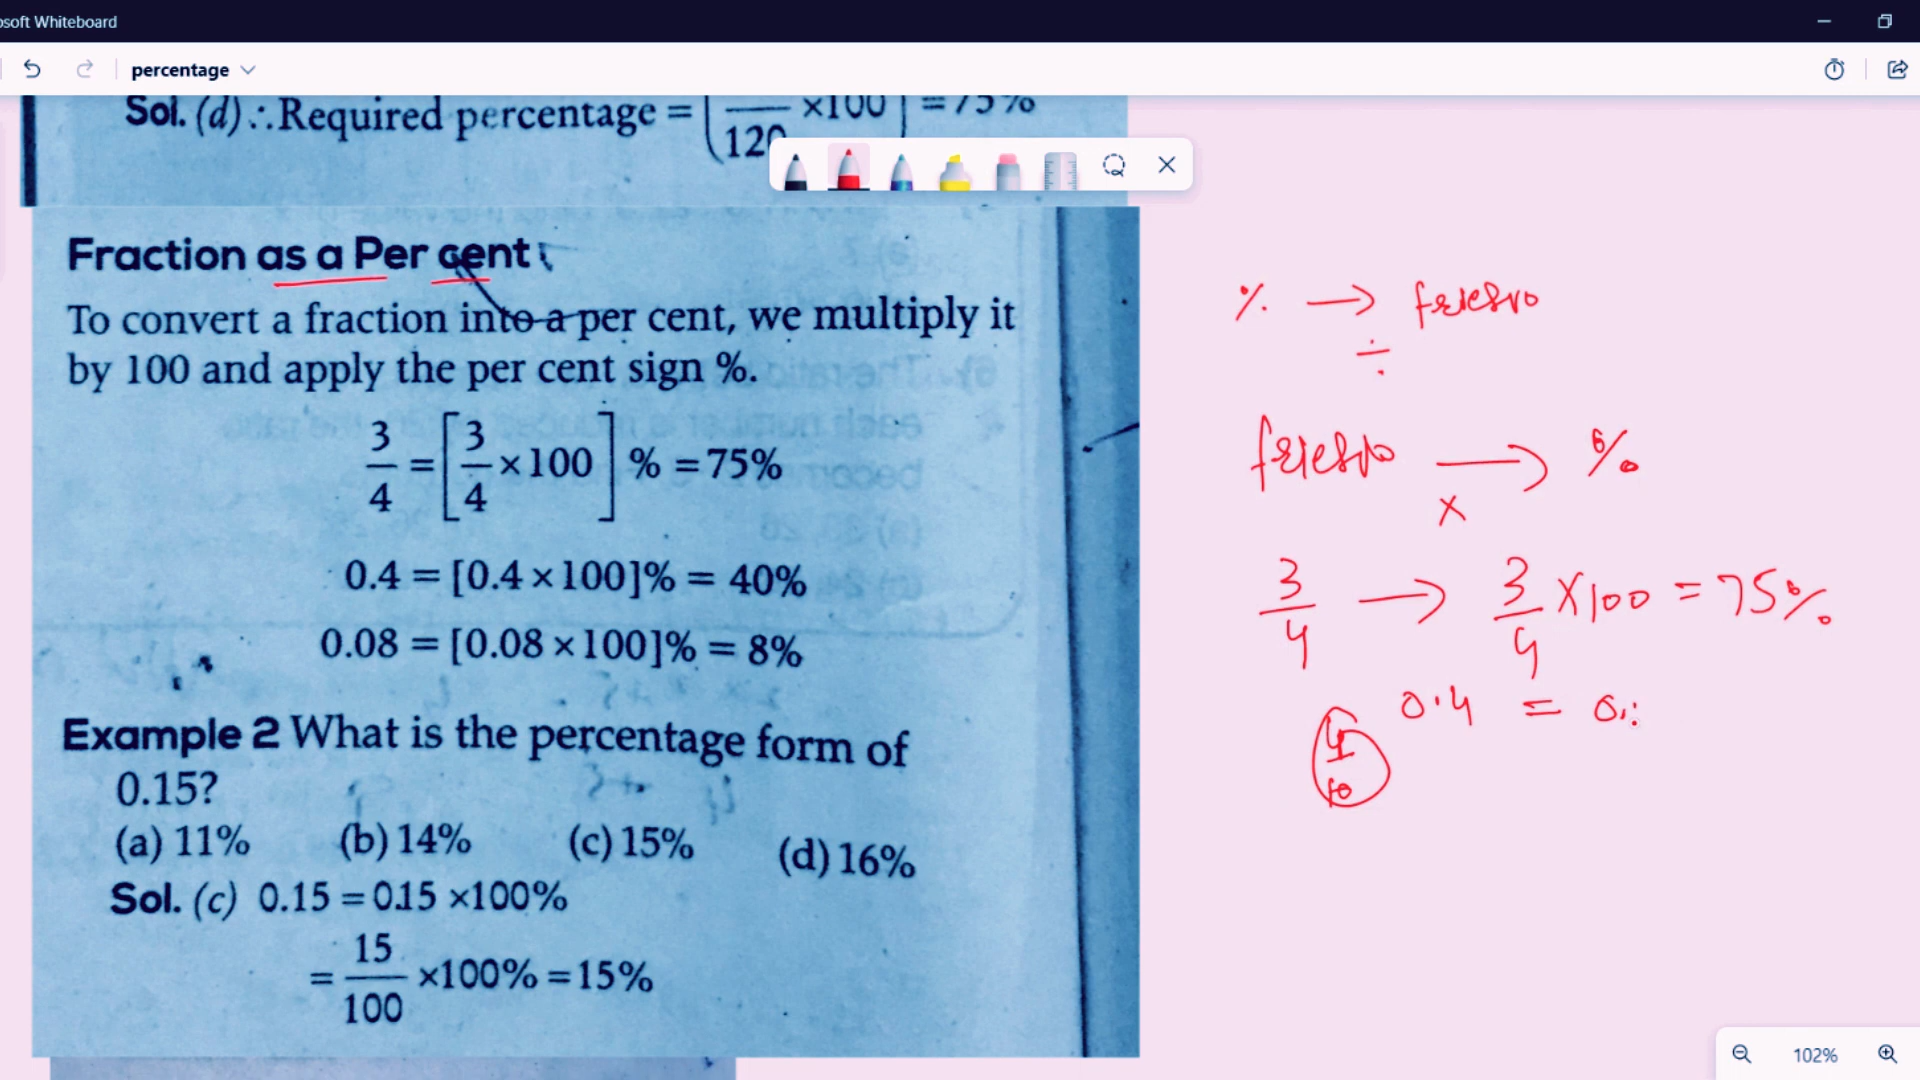 osoft Whiteboard
percentage
Sol. (d) ∴ Required percentage = ( /120 ×100 ) = 75%
Fraction as a Per cent
To convert a fraction into a per cent, we multiply it
by 100 and apply the per cent sign %.
3/4 = [3/4 ×100] % = 75%
0.4 = [0.4 × 100]% = 40%
0.08 = [0.08 × 100]% = 8%
Example 2 What is the percentage form of
0.15?
(a) 11% (b) 14% (c) 15% (d) 16%
Sol. (c) 0.15 = 0.15 ×100%
= 15/100 ×100% = 15%
% →
÷
→ %
×
3/4 → 3/4 × 100 = 75%
0.4 = 0.
4/10
102%